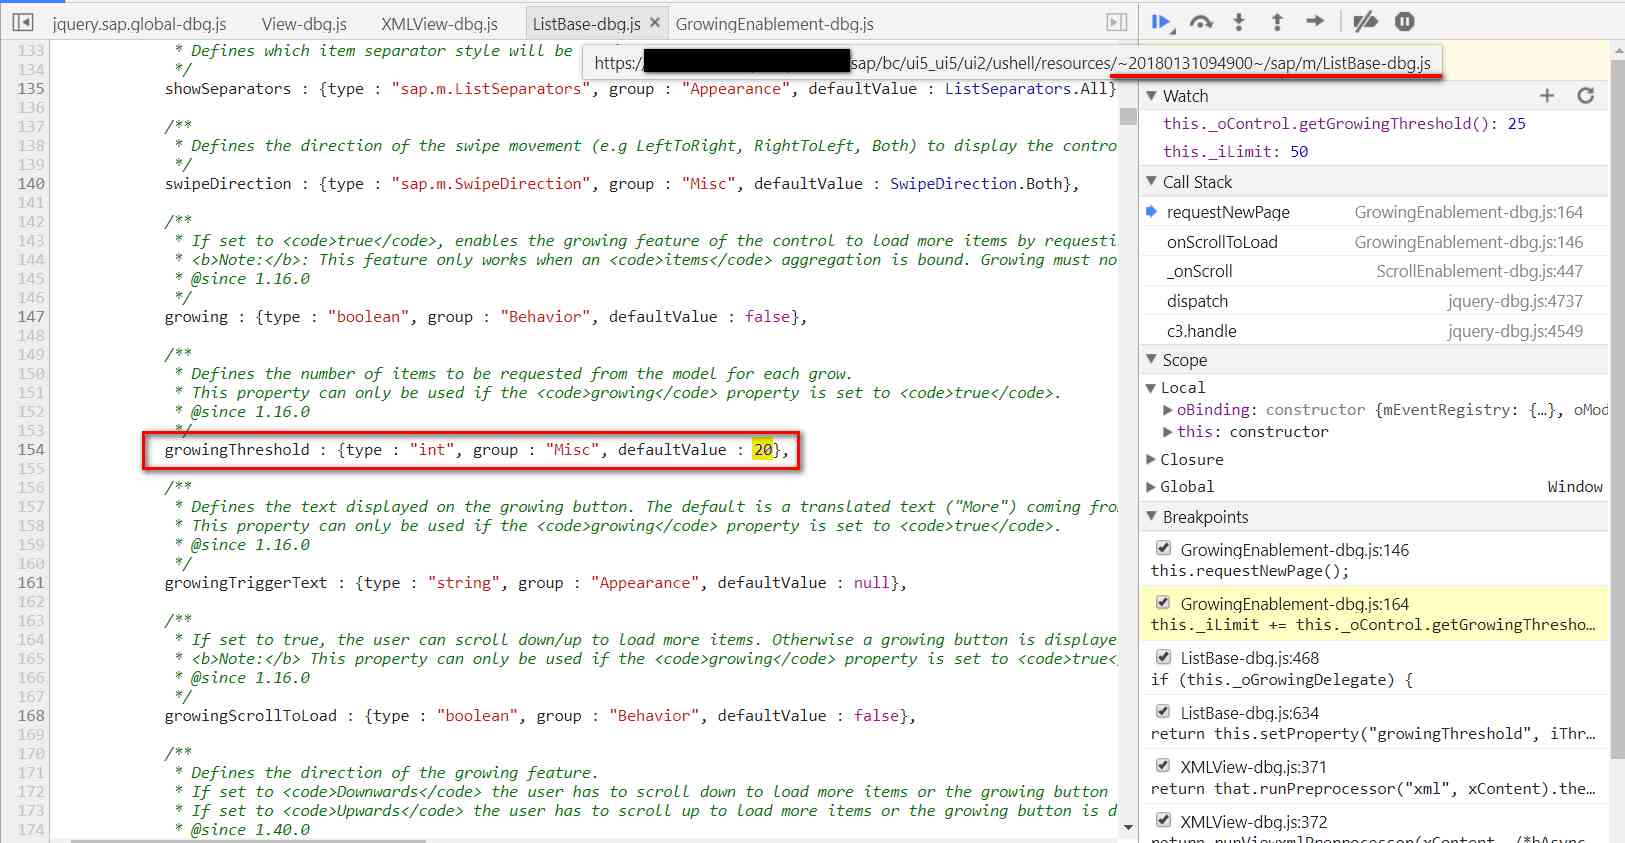 jquery.sap.global-dbg.js View-dbg.js XMLView-dbg.js ListBase-dbg.js × GrowingEnablement-dbg.js
133 * Defines which item separator style will be
https:// sap/bc/ui5_ui5/ui2/ushell/resources/~20180131094900~/sap/m/ListBase-dbg.js
134 */
135 showSeparators : {type : "sap.m.ListSeparators", group : "Appearance", defaultValue : ListSeparators.All}
136
137 /**
138 * Defines the direction of the swipe movement (e.g LeftToRight, RightToLeft, Both) to display the contro
139 */
140 swipeDirection : {type : "sap.m.SwipeDirection", group : "Misc", defaultValue : SwipeDirection.Both},
141
142 /**
143 * If set to <code>true</code>, enables the growing feature of the control to load more items by requesti
144 * <b>Note:</b>: This feature only works when an <code>items</code> aggregation is bound. Growing must no
145 * @since 1.16.0
146 */
147 growing : {type : "boolean", group : "Behavior", defaultValue : false},
148
149 /**
150 * Defines the number of items to be requested from the model for each grow.
151 * This property can only be used if the <code>growing</code> property is set to <code>true</code>.
152 * @since 1.16.0
153 */
154 growingThreshold : {type : "int", group : "Misc", defaultValue : 20},
155
156 /**
157 * Defines the text displayed on the growing button. The default is a translated text ("More") coming fro
158 * This property can only be used if the <code>growing</code> property is set to <code>true</code>.
159 * @since 1.16.0
160 */
161 growingTriggerText : {type : "string", group : "Appearance", defaultValue : null},
162
163 /**
164 * If set to true, the user can scroll down/up to load more items. Otherwise a growing button is displaye
165 * <b>Note:</b> This property can only be used if the <code>growing</code> property is set to <code>true<
166 * @since 1.16.0
167 */
168 growingScrollToLoad : {type : "boolean", group : "Behavior", defaultValue : false},
169
170 /**
171 * Defines the direction of the growing feature.
172 * If set to <code>Downwards</code> the user has to scroll down to load more items or the growing button
173 * If set to <code>Upwards</code> the user has to scroll up to load more items or the growing button is d
174 * @since 1.40.0
Watch
this._oControl.getGrowingThreshold(): 25
this._iLimit: 50
Call Stack
requestNewPage GrowingEnablement-dbg.js:164
onScrollToLoad GrowingEnablement-dbg.js:146
_onScroll ScrollEnablement-dbg.js:447
dispatch jquery-dbg.js:4737
c3.handle jquery-dbg.js:4549
Scope
Local
oBinding: constructor {mEventRegistry: {…}, oMod
this: constructor
Closure
Global Window
Breakpoints
GrowingEnablement-dbg.js:146
this.requestNewPage();
GrowingEnablement-dbg.js:164
this._iLimit += this._oControl.getGrowingThresho…
ListBase-dbg.js:468
if (this._oGrowingDelegate) {
ListBase-dbg.js:634
return this.setProperty("growingThreshold", iThr…
XMLView-dbg.js:371
return that.runPreprocessor("xml", xContent).the…
XMLView-dbg.js:372